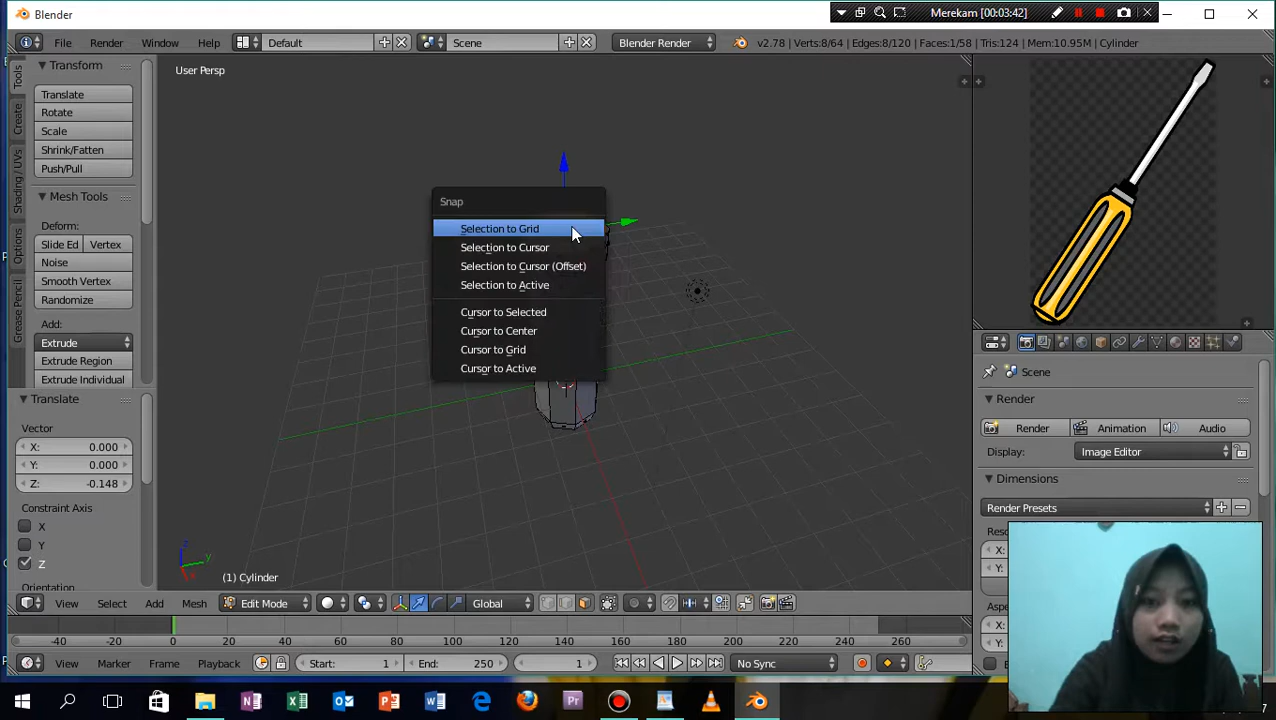 Blender
Merekam [00:03:42]
File Render Window Help Default Scene Blender Render v2.78 | Verts:8/64 | Edges:8/120 | Faces:1/58 | Tris:124 | Mem:10.95M | Cylinder
Tools
Create
Shading / UVs
Options
Grease Pencil
Transform
Translate
Rotate
Scale
Shrink/Fatten
Push/Pull
Mesh Tools
Deform:
Slide Ed Vertex
Noise
Smooth Vertex
Randomize
Add:
Extrude
Extrude Region
Extrude Individual
Translate
Vector
X: 0.000
Y: 0.000
Z: -0.148
Constraint Axis
X
Y
Z
Orientation
User Persp
Snap
Selection to Grid
Selection to Cursor
Selection to Cursor (Offset)
Selection to Active
Cursor to Selected
Cursor to Center
Cursor to Grid
Cursor to Active
z
y
x
(1) Cylinder
View Select Add Mesh Edit Mode Global
-40 -20 0 20 40 60 80 100 120 140 160 180 200 220 240 260
View Marker Frame Playback Start: 1 End: 250 1 No Sync
Scene
Render
Render Animation Audio
Display: Image Editor
Dimensions
Render Presets
X:
Y:
X:
Y: